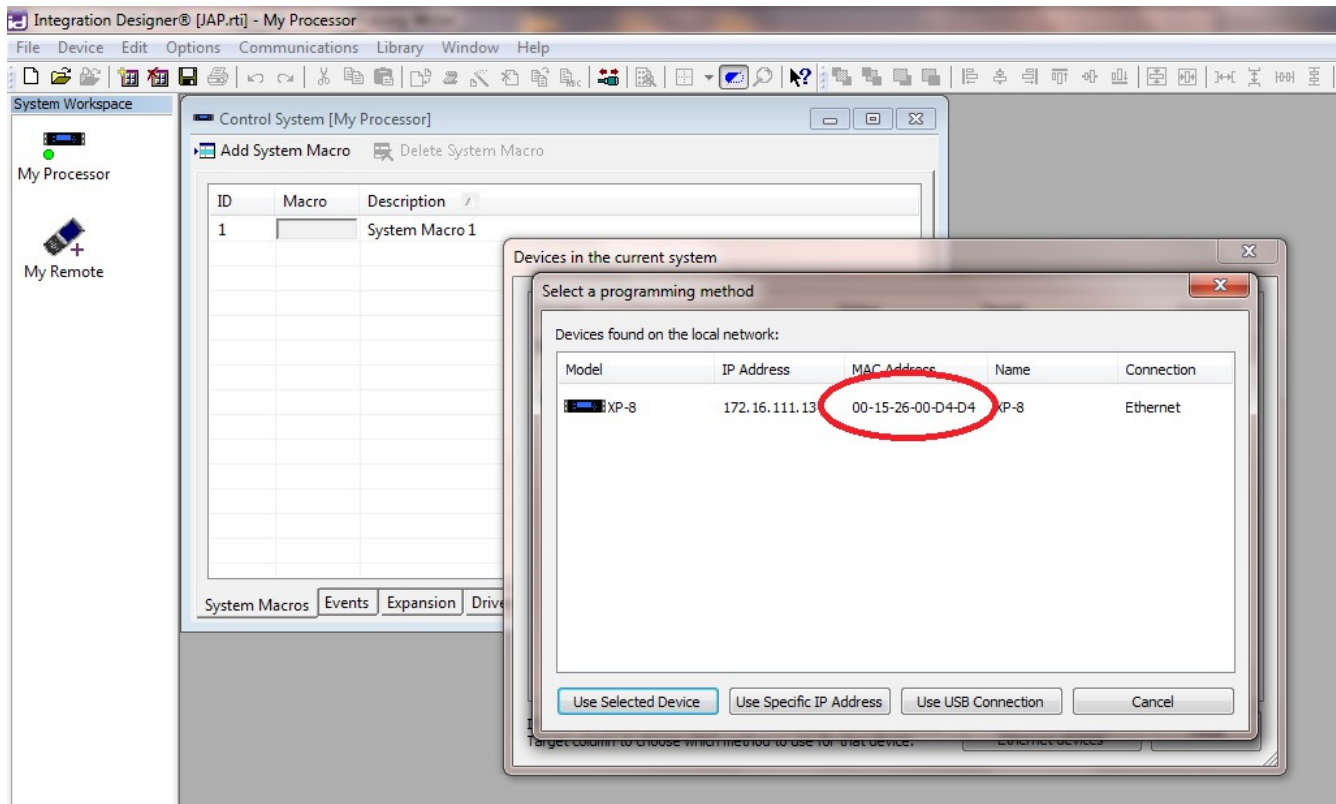 Integration Designer® [JAP.rti] - My Processor
File Device Edit Options Communications Library Window Help
System Workspace
My Processor
My Remote
Control System [My Processor]
Add System Macro Delete System Macro
ID Macro Description
1 System Macro 1
System Macros Events Expansion Drive
Devices in the current system
Select a programming method
Devices found on the local network:
Model IP Address MAC Address Name Connection
XP-8 172.16.111.13 00-15-26-00-D4-D4 XP-8 Ethernet
Use Selected Device Use Specific IP Address Use USB Connection Cancel
Target column to choose which method to use for that device. Ethernet devices